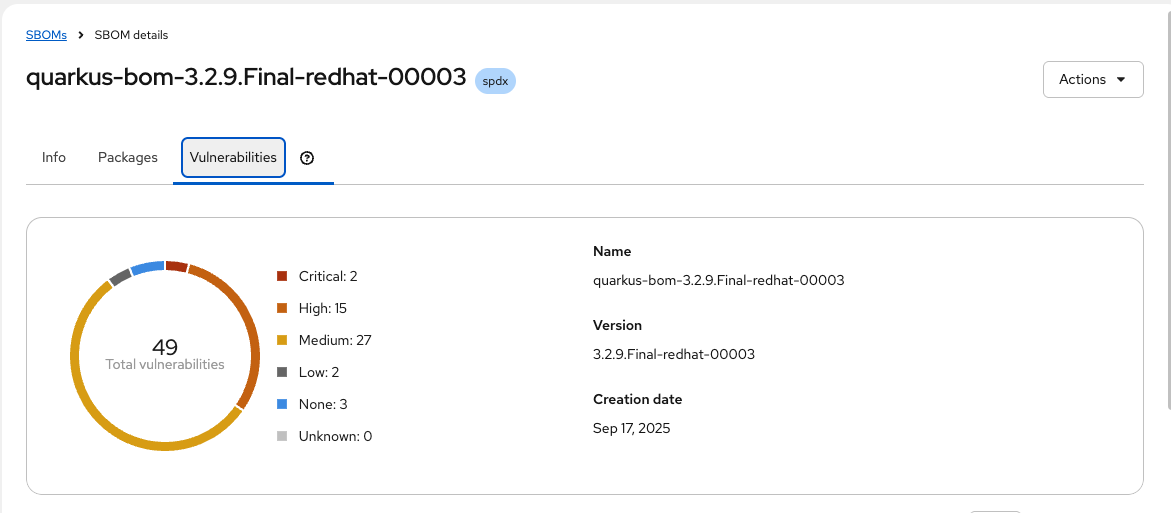 SBOMs > SBOM details
quarkus-bom-3.2.9.Final-redhat-00003 spdx
Actions
Info Packages Vulnerabilities
49
Total vulnerabilities
Critical: 2
High: 15
Medium: 27
Low: 2
None: 3
Unknown: 0
Name
quarkus-bom-3.2.9.Final-redhat-00003
Version
3.2.9.Final-redhat-00003
Creation date
Sep 17, 2025